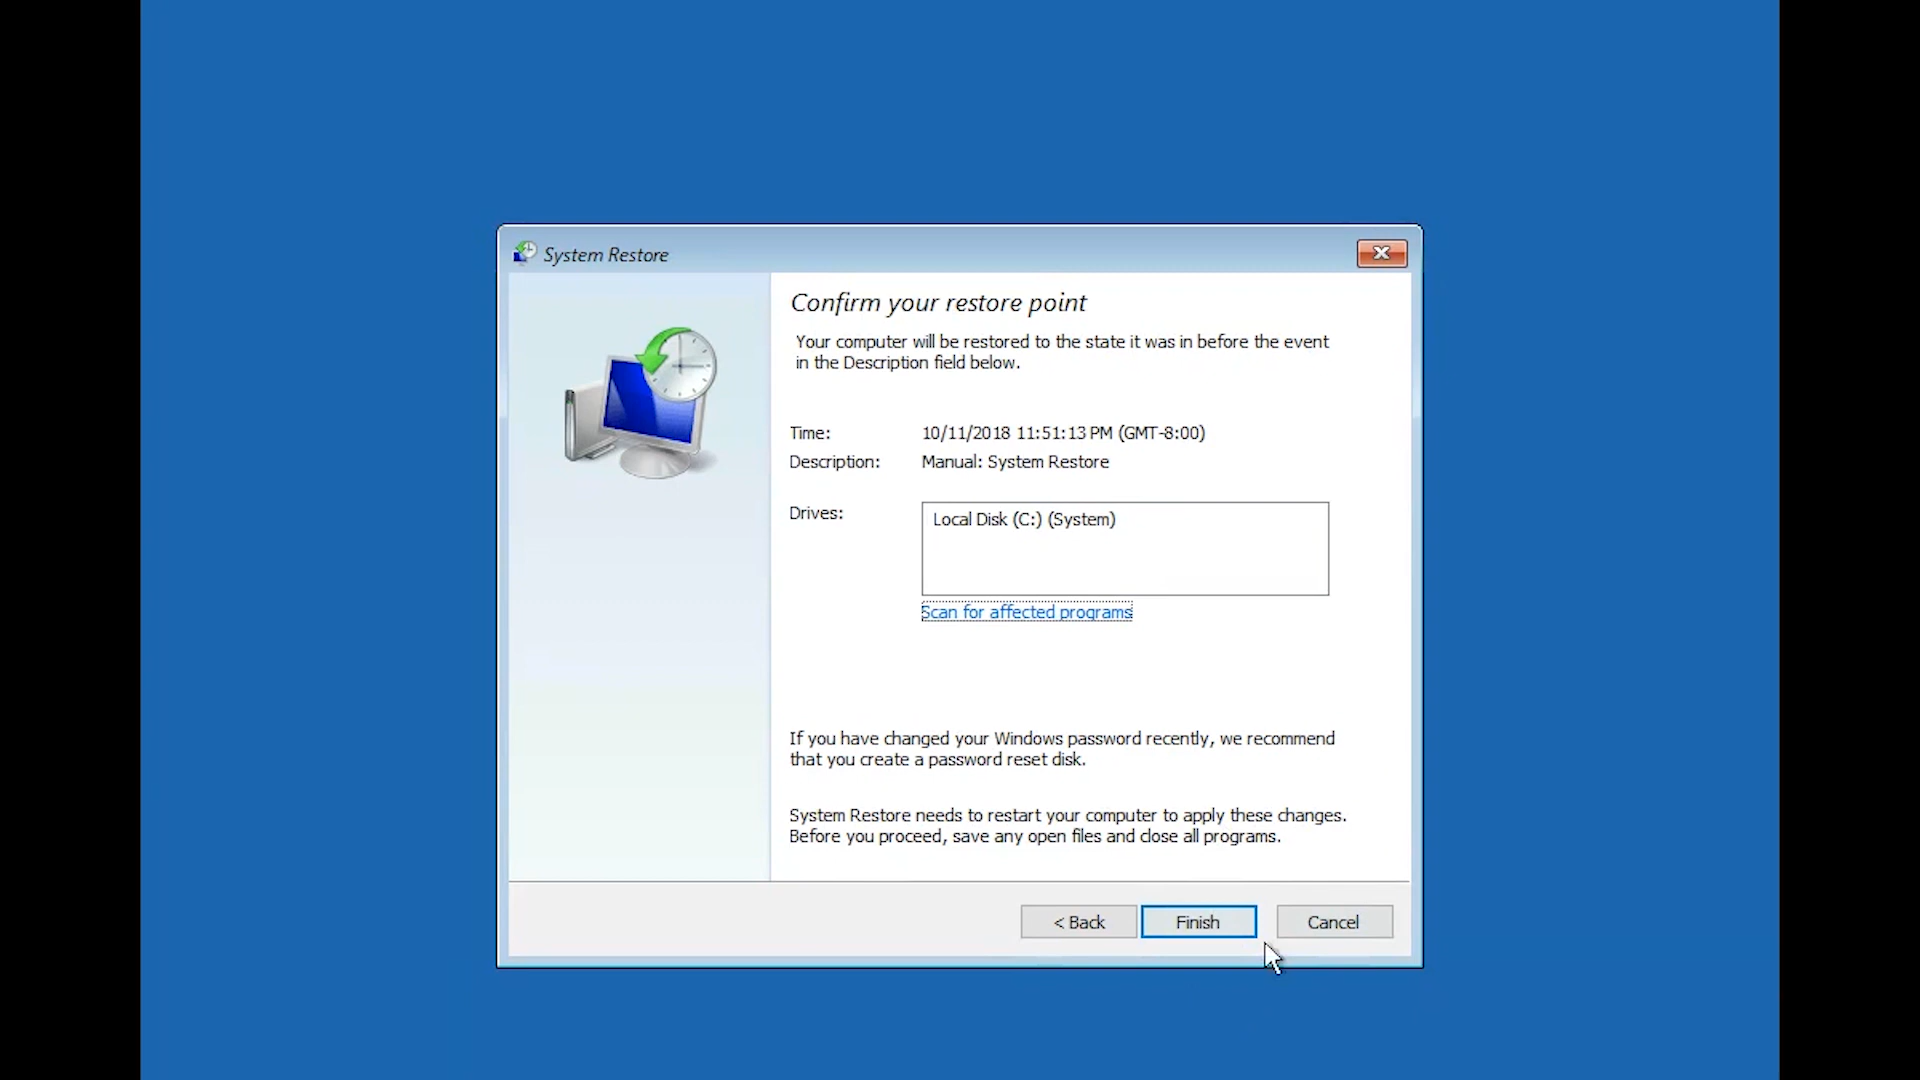 System Restore
Confirm your restore point
Your computer will be restored to the state it was in before the event
in the Description field below.
Time: 10/11/2018 11:51:13 PM (GMT-8:00)
Description: Manual: System Restore
Drives: Local Disk (C:) (System)
Scan for affected programs
If you have changed your Windows password recently, we recommend
that you create a password reset disk.
System Restore needs to restart your computer to apply these changes.
Before you proceed, save any open files and close all programs.
< Back Finish Cancel